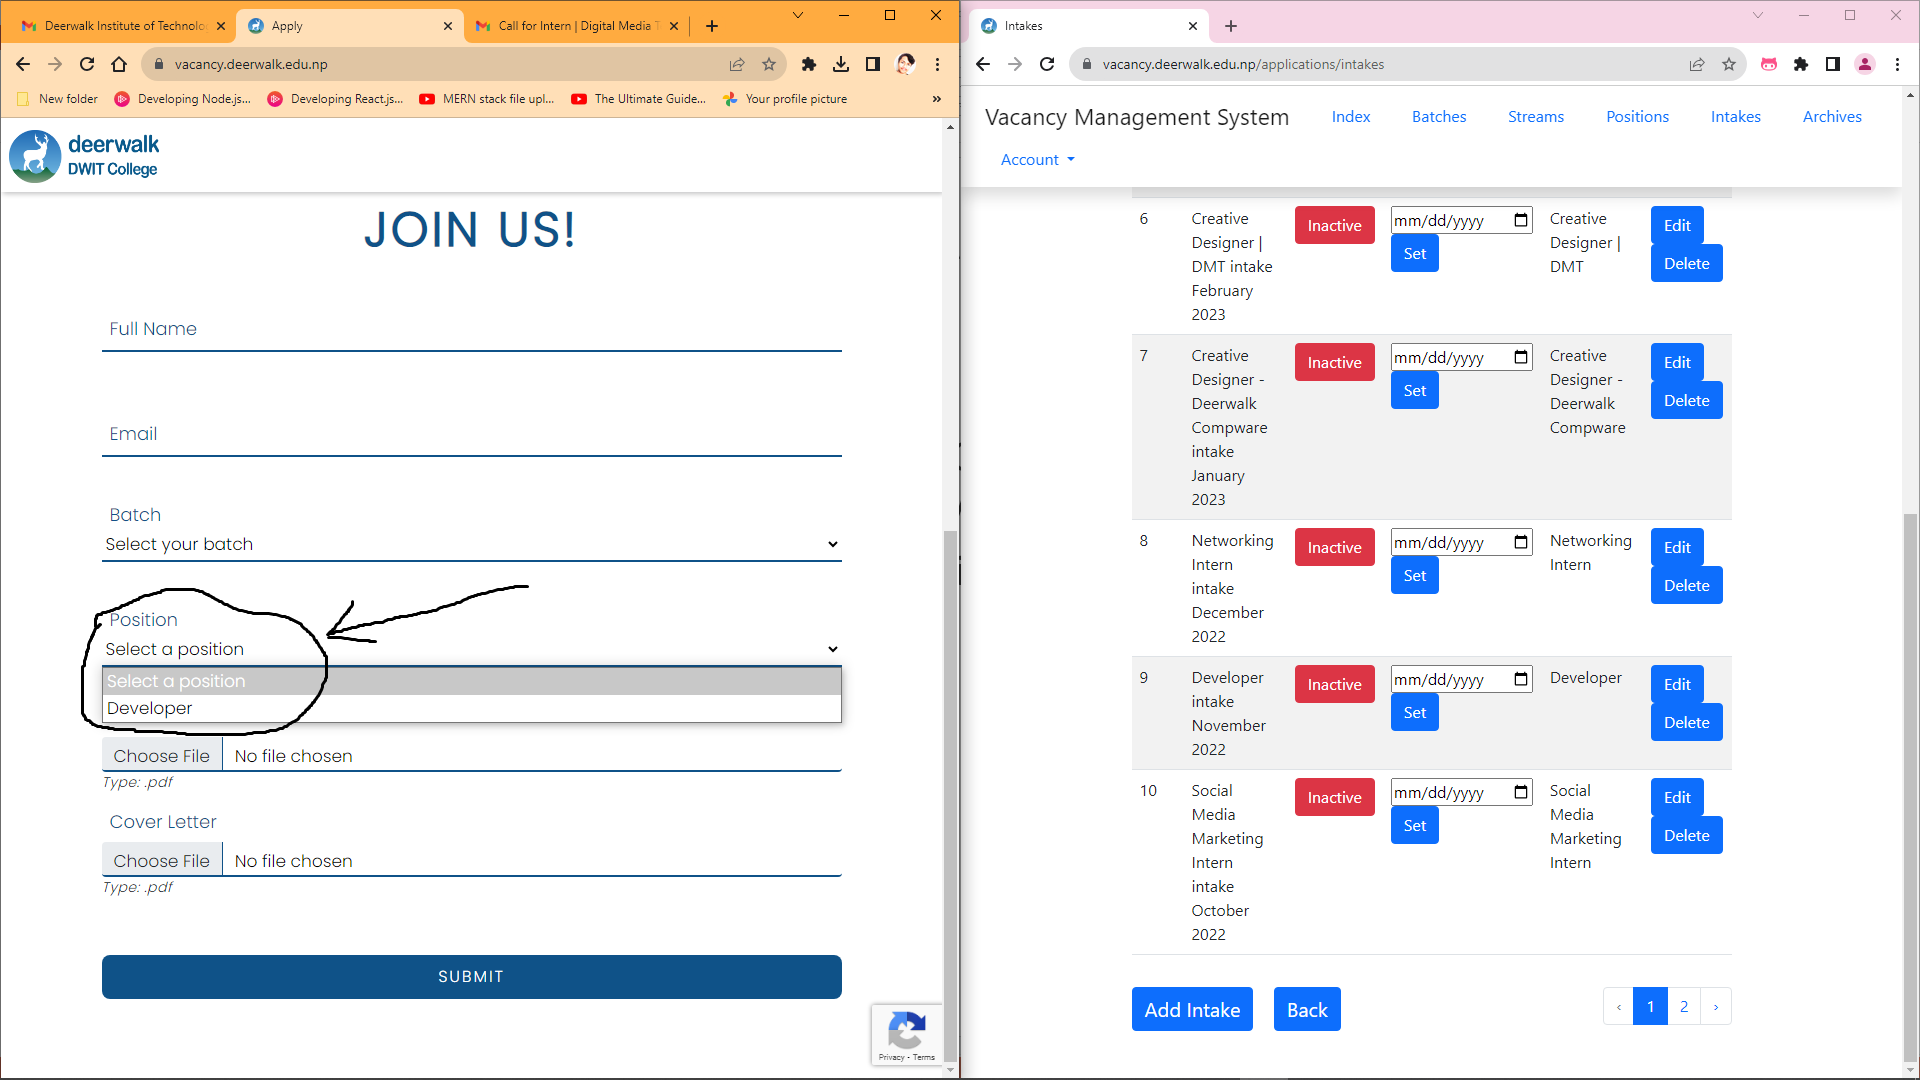 Deerwalk Institute of Technolo
Apply
Call for Intern | Digital Media T
vacancy.deerwalk.edu.np
New folder
Developing Node.js...
Developing React.js...
MERN stack file upl...
The Ultimate Guide...
Your profile picture
»
deerwalk
DWIT College
JOIN US!
Full Name
Email
Batch
Select your batch
Position
Select a position
Select a position
Developer
Choose File No file chosen
Type: .pdf
Cover Letter
Choose File No file chosen
Type: .pdf
SUBMIT
Privacy - Terms
Intakes
vacancy.deerwalk.edu.np/applications/intakes
Vacancy Management System Index Batches Streams Positions Intakes Archives
Account
6 Creative Inactive mm/dd/yyyy Creative Edit
Designer | Set Designer | Delete
DMT intake DMT
February
2023
7 Creative Inactive mm/dd/yyyy Creative Edit
Designer - Set Designer - Delete
Deerwalk Deerwalk
Compware Compware
intake
January
2023
8 Networking Inactive mm/dd/yyyy Networking Edit
Intern Set Intern Delete
intake
December
2022
9 Developer Inactive mm/dd/yyyy Developer Edit
intake Set Delete
November
2022
10 Social Inactive mm/dd/yyyy Social Edit
Media Set Media Delete
Marketing Marketing
Intern Intern
intake
October
2022
Add Intake Back ‹ 1 2 ›